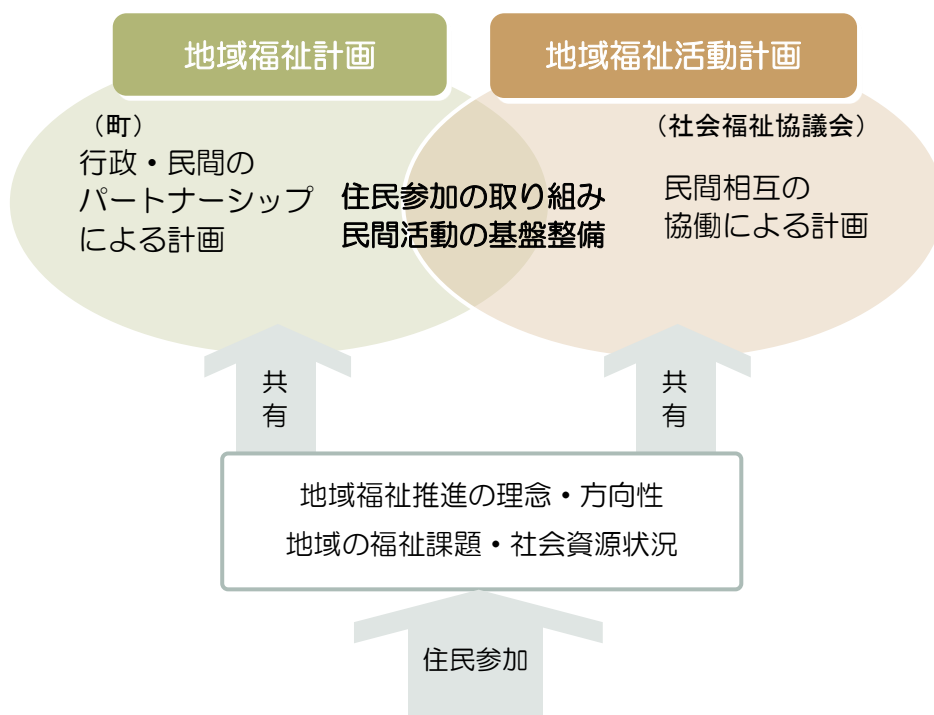 地域福祉計画
地域福祉活動計画
（町）
行政・民間の
パートナーシップ
による計画
住民参加の取り組み
民間活動の基盤整備
（社会福祉協議会）
民間相互の
協働による計画
共
有
共
有
地域福祉推進の理念・方向性
地域の福祉課題・社会資源状況
住民参加